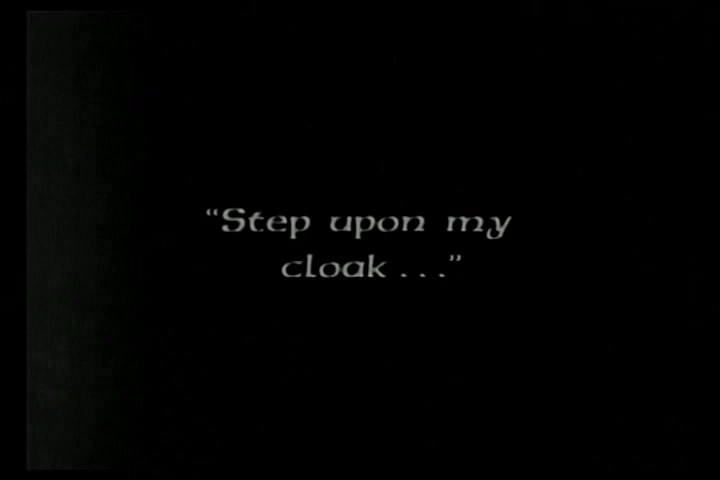 “Step upon my
cloak . . .”